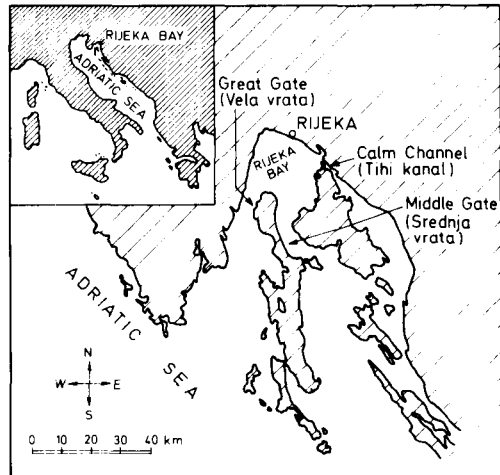 RIJEKA BAY
ADRIATIC SEA
Great Gate
(Vela vrata)
RIJEKA
RIJEKA
BAY
Calm Channel
(Tihi kanal)
Middle Gate
(Srednja
vrata)
ADRIATIC SEA
N
W E
S
0 10 20 30 40 km